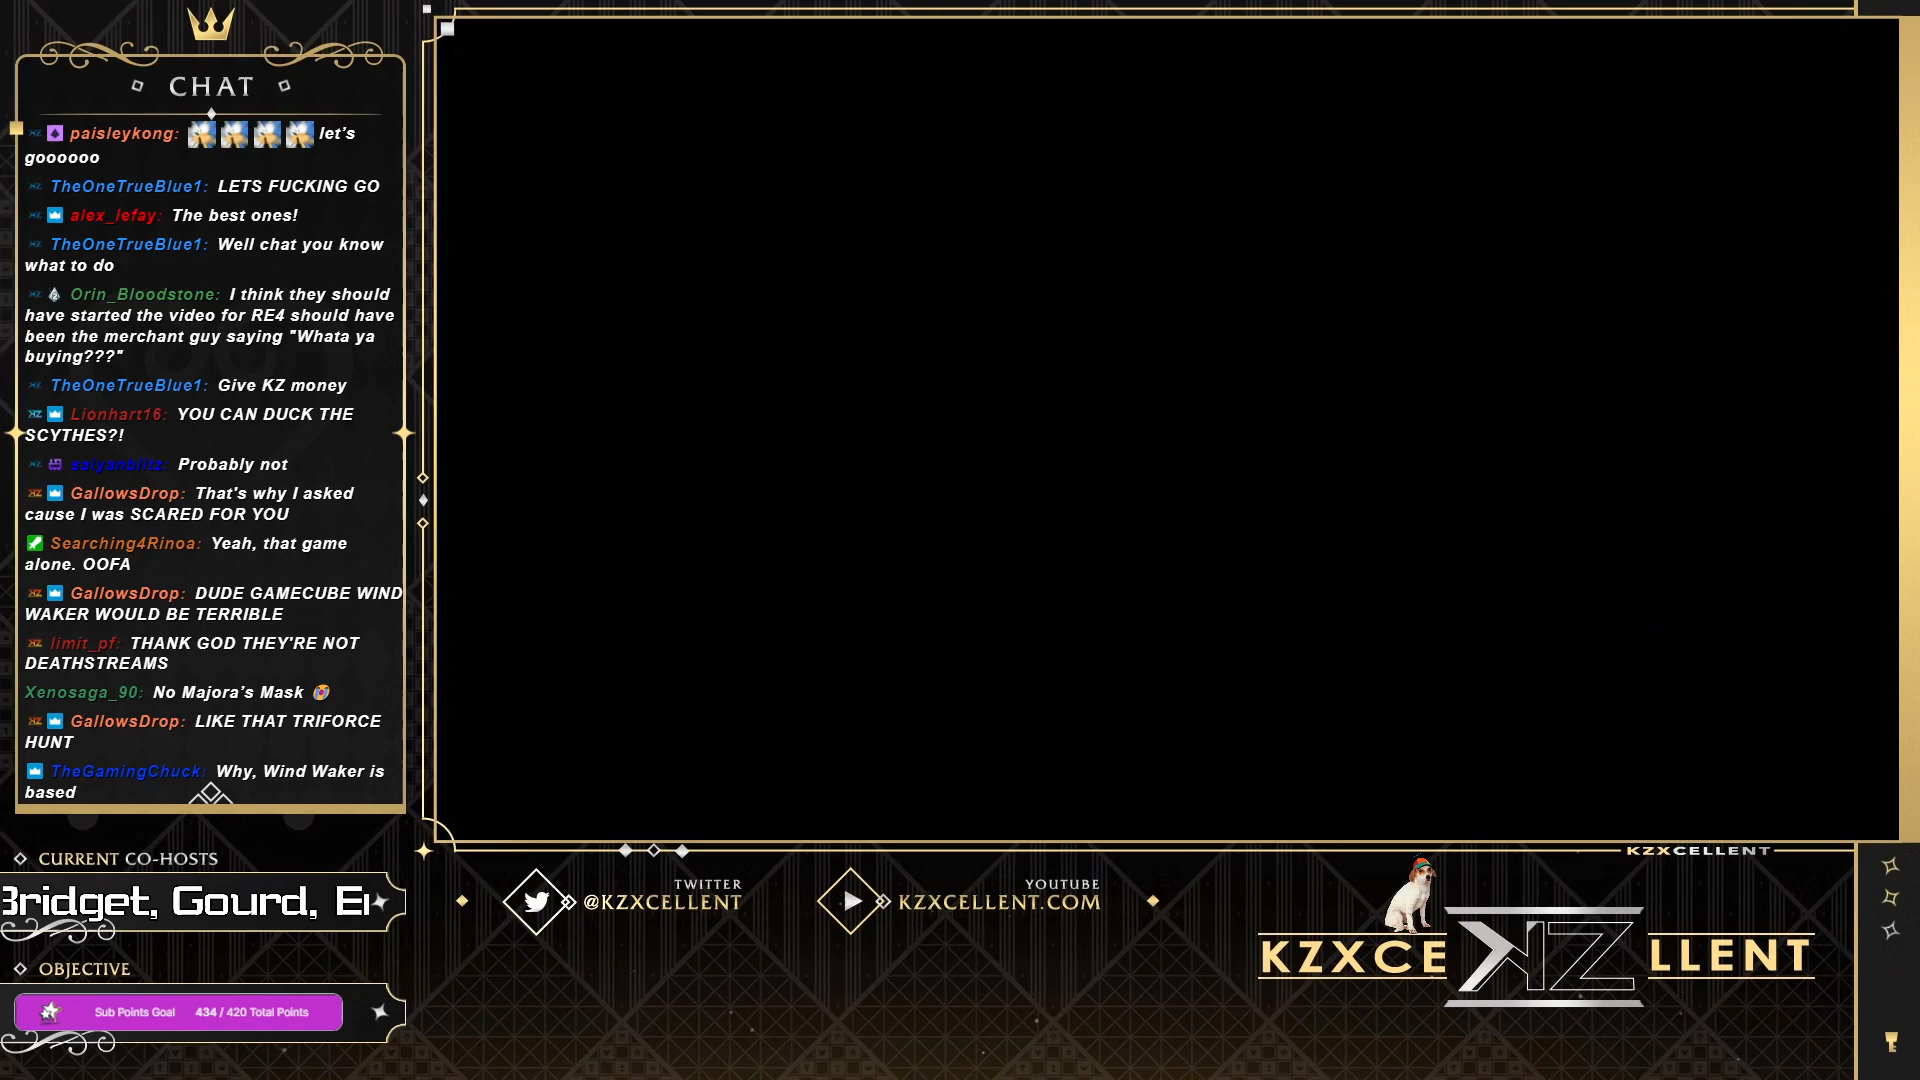 CHAT
paisleykong: let's
goooooo
TheOneTrueBlue1: LETS FUCKING GO
alex_lefay: The best ones!
TheOneTrueBlue1: Well chat you know
what to do
Orin_Bloodstone: I think they should
have started the video for RE4 should have
been the merchant guy saying "Whata ya
buying???"
TheOneTrueBlue1: Give KZ money
Lionhart16: YOU CAN DUCK THE
SCYTHES?!
saiyanblitz: Probably not
GallowsDrop: That's why I asked
cause I was SCARED FOR YOU
Searching4Rinoa: Yeah, that game
alone. OOFA
GallowsDrop: DUDE GAMECUBE WIND
WAKER WOULD BE TERRIBLE
limit_pf: THANK GOD THEY'RE NOT
DEATHSTREAMS
Xenosaga_90: No Majora's Mask
GallowsDrop: LIKE THAT TRIFORCE
HUNT
TheGamingChuck: Why, Wind Waker is
based
CURRENT CO-HOSTS
Bridget, Gourd, Er
OBJECTIVE
Sub Points Goal 434 / 420 Total Points
TWITTER
@KZXCELLENT
YOUTUBE
KZXCELLENT.COM
KZXCELLENT
KZXCE KZ LLENT